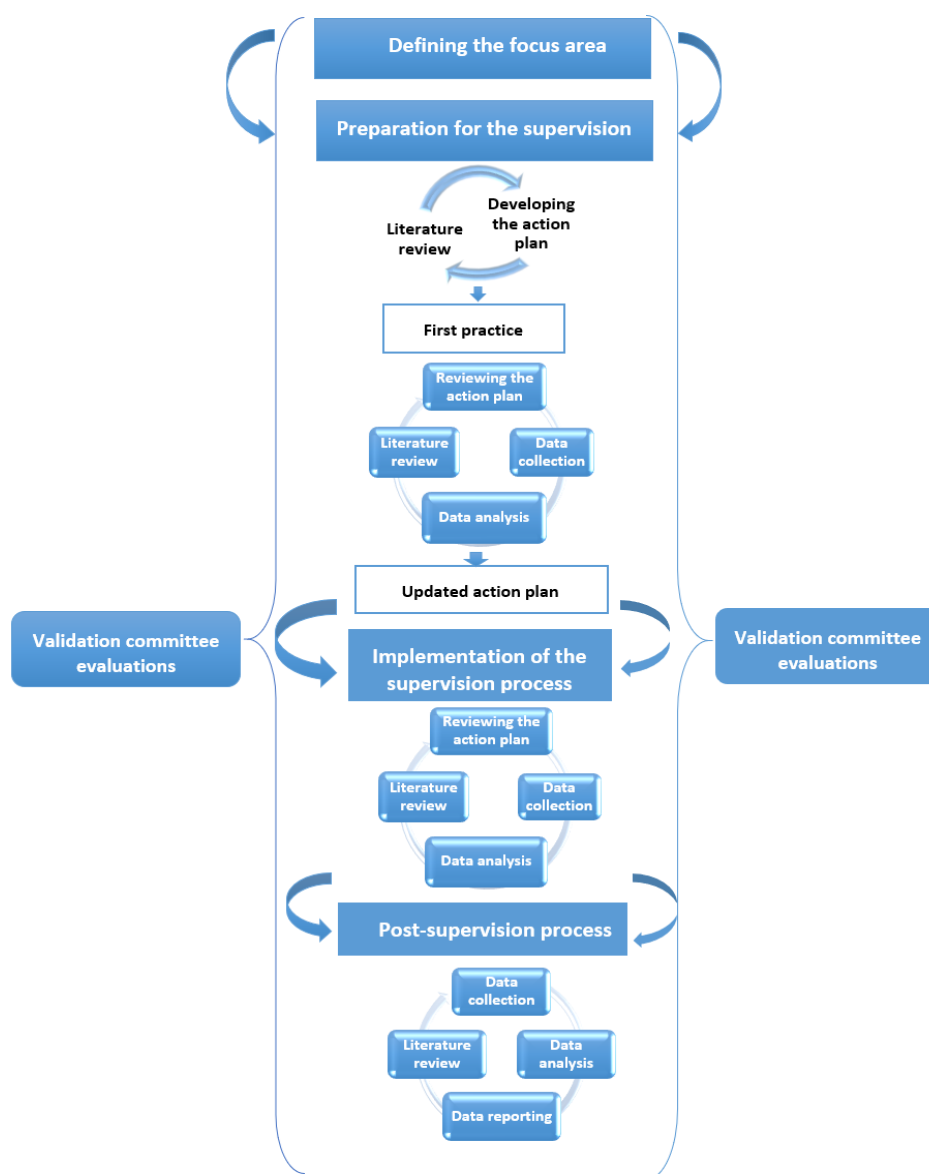 Defining the focus area
Preparation for the supervision
Developing
the action
plan
Literature
review
First practice
Reviewing the
action plan
Literature
review
Data
collection
Data analysis
Updated action plan
Validation committee
evaluations
Implementation of the
supervision process
Validation committee
evaluations
Reviewing the
action plan
Literature
review
Data
collection
Data analysis
Post-supervision process
Data
collection
Literature
review
Data
analysis
Data reporting